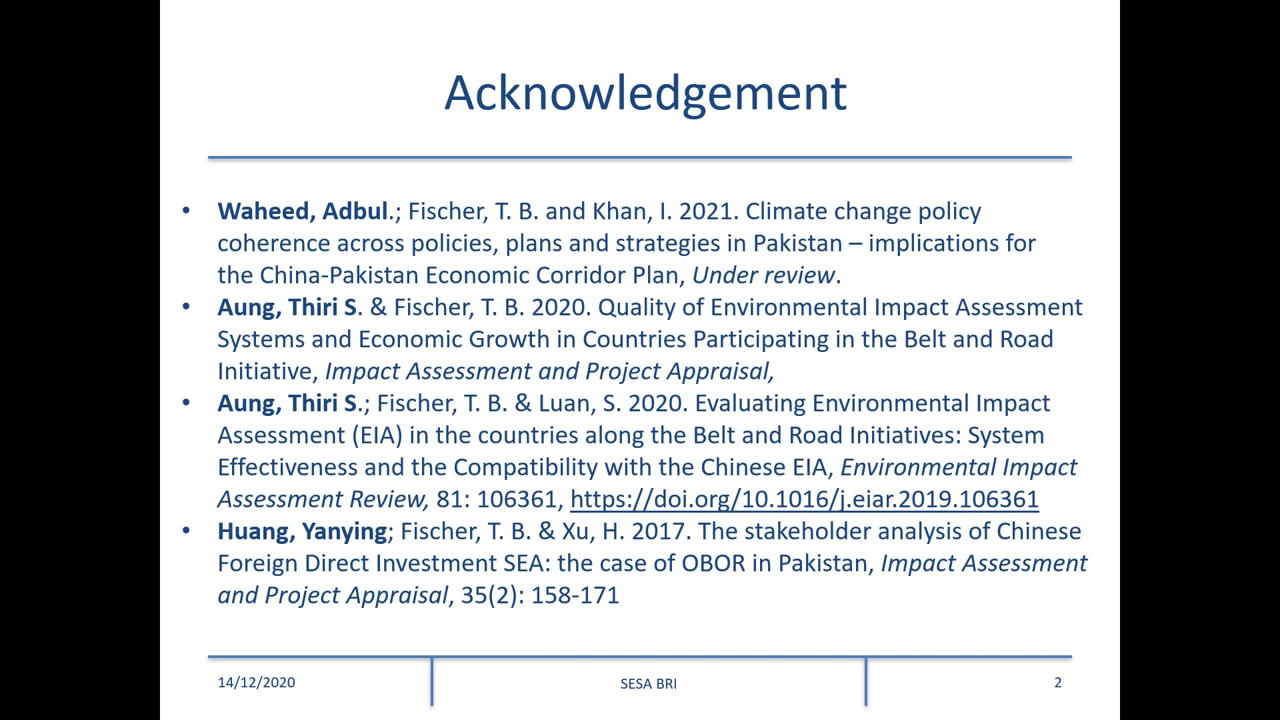 Acknowledgement
• Waheed, Adbul.; Fischer, T. B. and Khan, I. 2021. Climate change policy
coherence across policies, plans and strategies in Pakistan – implications for
the China-Pakistan Economic Corridor Plan, Under review.
• Aung, Thiri S. & Fischer, T. B. 2020. Quality of Environmental Impact Assessment
Systems and Economic Growth in Countries Participating in the Belt and Road
Initiative, Impact Assessment and Project Appraisal,
• Aung, Thiri S.; Fischer, T. B. & Luan, S. 2020. Evaluating Environmental Impact
Assessment (EIA) in the countries along the Belt and Road Initiatives: System
Effectiveness and the Compatibility with the Chinese EIA, Environmental Impact
Assessment Review, 81: 106361, https://doi.org/10.1016/j.eiar.2019.106361
• Huang, Yanying; Fischer, T. B. & Xu, H. 2017. The stakeholder analysis of Chinese
Foreign Direct Investment SEA: the case of OBOR in Pakistan, Impact Assessment
and Project Appraisal, 35(2): 158-171
14/12/2020
SESA BRI
2